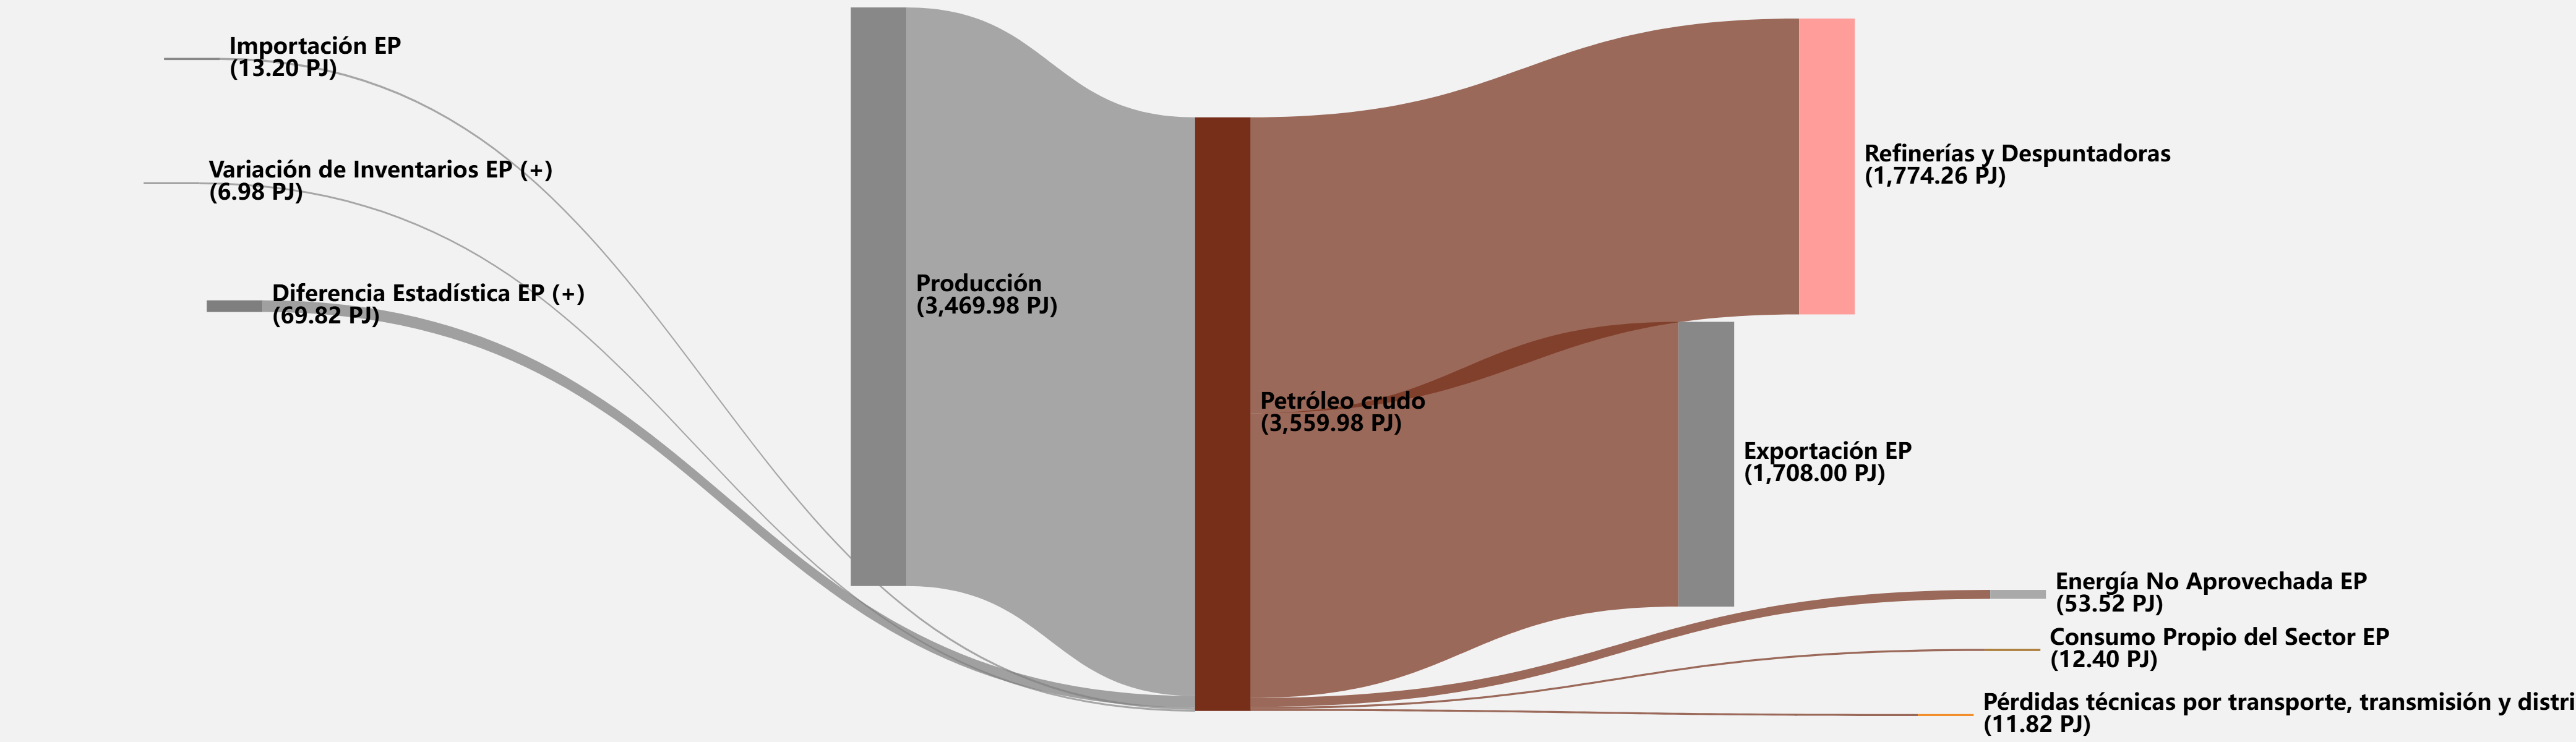 Importación EP
(13.20 PJ)
Variación de Inventarios EP (+)
(6.98 PJ)
Diferencia Estadística EP (+)
(69.82 PJ)
Producción
(3,469.98 PJ)
Petróleo crudo
(3,559.98 PJ)
Refinerías y Despuntadoras
(1,774.26 PJ)
Exportación EP
(1,708.00 PJ)
Energía No Aprovechada EP
(53.52 PJ)
Consumo Propio del Sector EP
(12.40 PJ)
Pérdidas técnicas por transporte, transmisión y distri
(11.82 PJ)